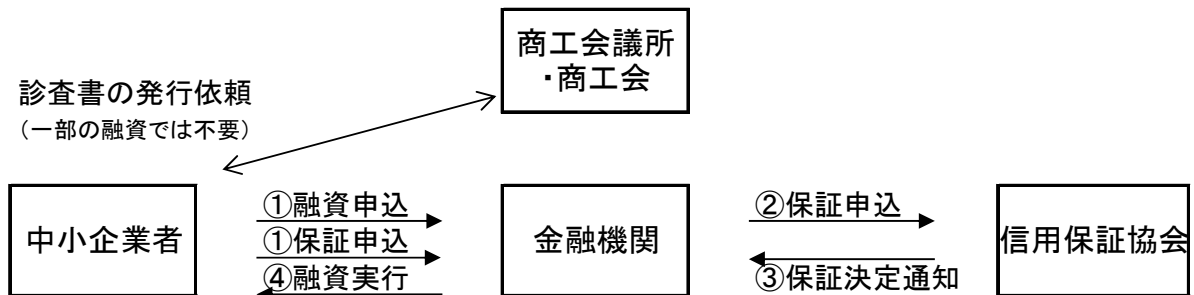 商工会議所
・商工会
診査書の発行依頼
（一部の融資では不要）
中小企業者
①融資申込
①保証申込
④融資実行
金融機関
②保証申込
③保証決定通知
信用保証協会